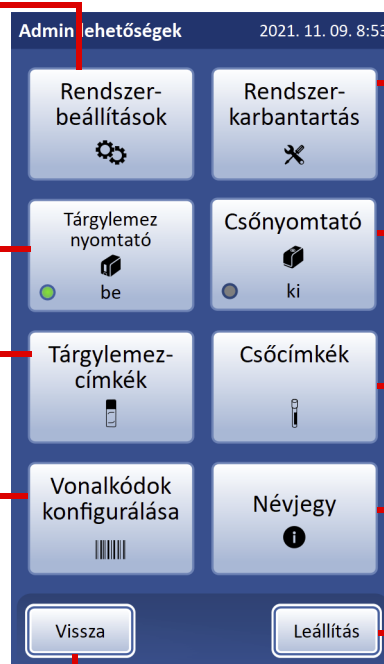 Admin lehetőségek 2021. 11. 09. 8:53
Rendszer-
beállítások
Rendszer-
karbantartás
Tárgylemez
nyomtató
be
Csőnyomtató
ki
Tárgylemez-
címkék
Csőcímkék
Vonalkódok
konfigurálása
Névjegy
Vissza
Leállítás